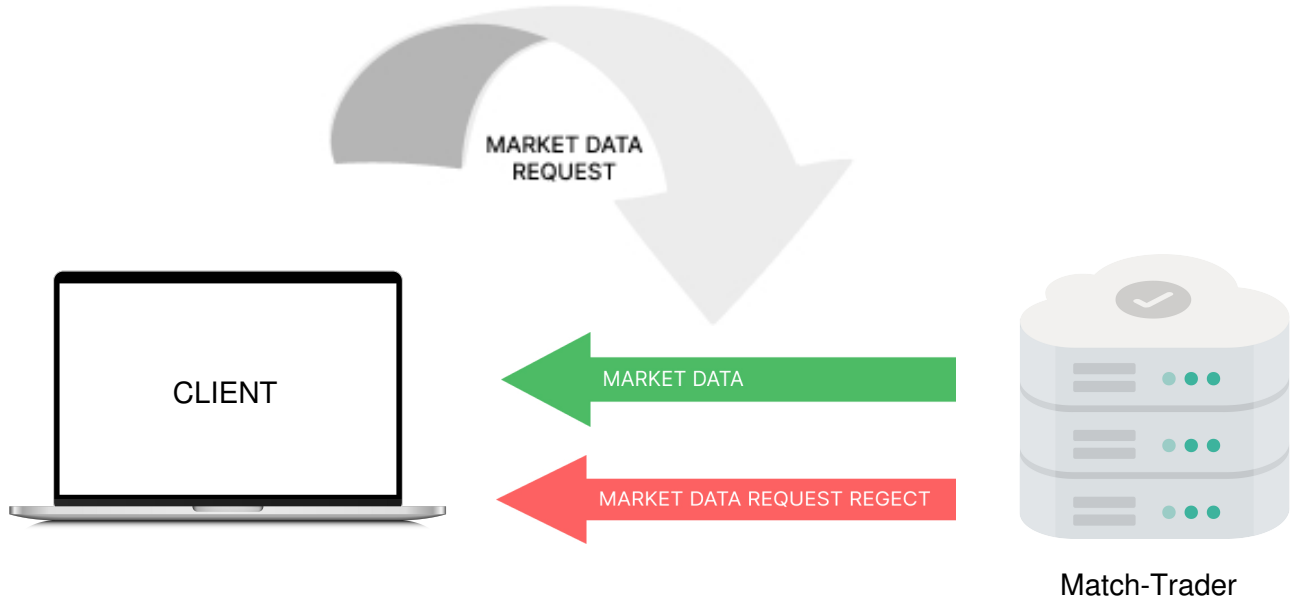 MARKET DATA
REQUEST
CLIENT
MARKET DATA
MARKET DATA REQUEST REGECT
Match-Trader